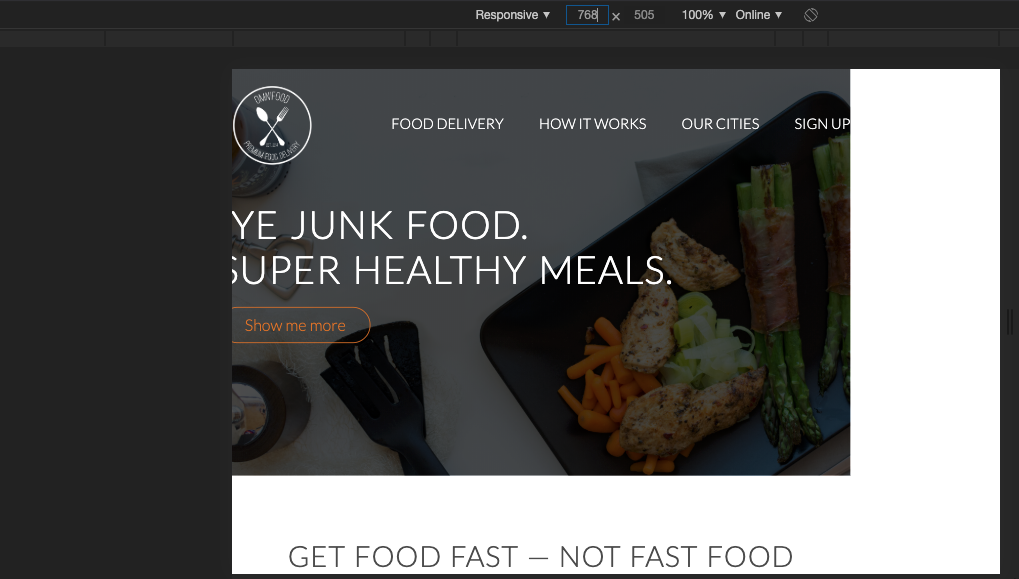 Responsive ▼ 768 × 505 100% ▼ Online ▼
OMNIFOOD
PREMIUM FOOD DELIVERY
FOOD DELIVERY HOW IT WORKS OUR CITIES SIGN UP
YE JUNK FOOD.
SUPER HEALTHY MEALS.
Show me more
GET FOOD FAST — NOT FAST FOOD